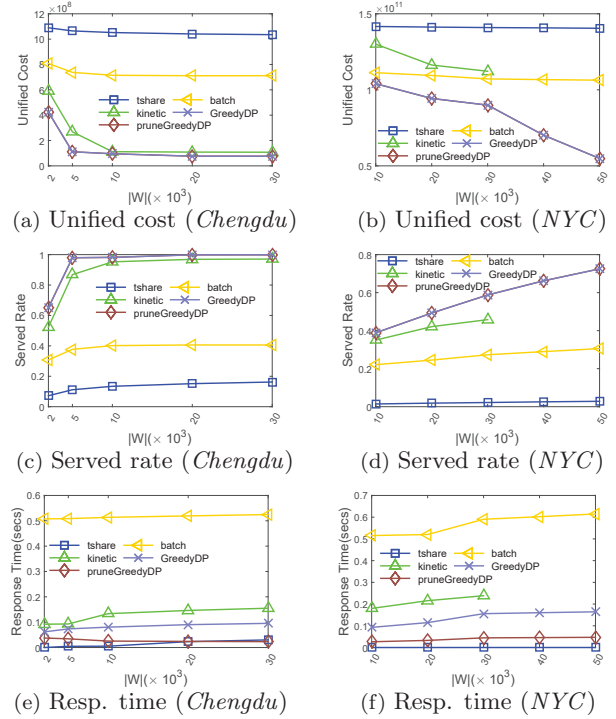 × 10^8
12
10
8
6
4
2
0
Unified Cost
tshare
batch
kinetic
GreedyDP
pruneGreedyDP
2
5
10
20
30
|W|(× 10^3)
(a) Unified cost (Chengdu)
× 10^11
1.5
1
0.5
Unified Cost
tshare
batch
kinetic
GreedyDP
pruneGreedyDP
10
20
30
40
50
|W|(× 10^3)
(b) Unified cost (NYC)
1
0.8
0.6
0.4
0.2
0
Served Rate
tshare
batch
kinetic
GreedyDP
pruneGreedyDP
2
5
10
20
30
|W|(× 10^3)
(c) Served rate (Chengdu)
0.8
0.6
0.4
0.2
0
Served Rate
tshare
batch
kinetic
GreedyDP
pruneGreedyDP
10
20
30
40
50
|W|(× 10^3)
(d) Served rate (NYC)
0.6
0.5
0.4
0.3
0.2
0.1
0
Response Time(secs)
tshare
batch
kinetic
GreedyDP
pruneGreedyDP
2
5
10
20
30
|W|(× 10^3)
(e) Resp. time (Chengdu)
0.7
0.6
0.5
0.4
0.3
0.2
0.1
0
Response Time(secs)
tshare
batch
kinetic
GreedyDP
pruneGreedyDP
10
20
30
40
50
|W|(× 10^3)
(f) Resp. time (NYC)